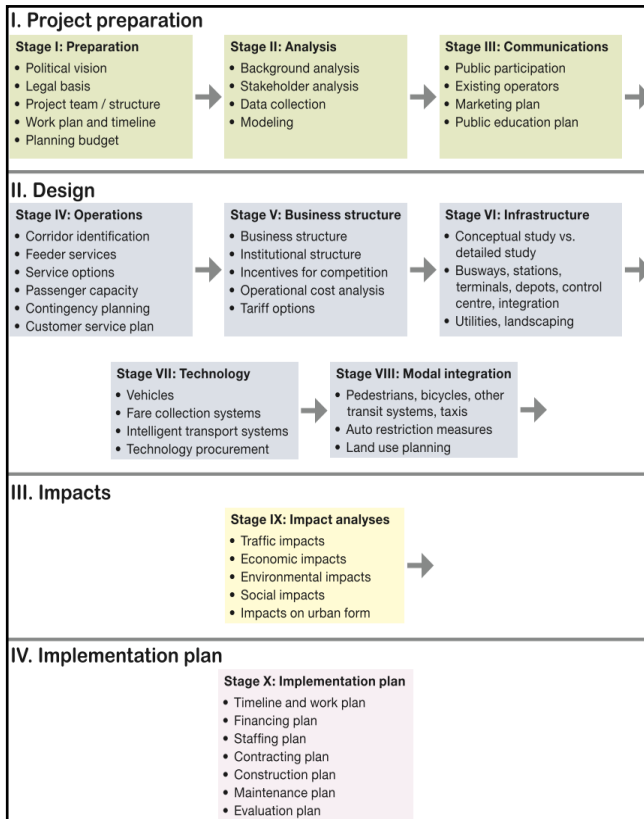 I. Project preparation
Stage I: Preparation
• Political vision
• Legal basis
• Project team / structure
• Work plan and timeline
• Planning budget
Stage II: Analysis
• Background analysis
• Stakeholder analysis
• Data collection
• Modeling
Stage III: Communications
• Public participation
• Existing operators
• Marketing plan
• Public education plan
II. Design
Stage IV: Operations
• Corridor identification
• Feeder services
• Service options
• Passenger capacity
• Contingency planning
• Customer service plan
Stage V: Business structure
• Business structure
• Institutional structure
• Incentives for competition
• Operational cost analysis
• Tariff options
Stage VI: Infrastructure
• Conceptual study vs.
detailed study
• Busways, stations,
terminals, depots, control
centre, integration
• Utilities, landscaping
Stage VII: Technology
• Vehicles
• Fare collection systems
• Intelligent transport systems
• Technology procurement
Stage VIII: Modal integration
• Pedestrians, bicycles, other
transit systems, taxis
• Auto restriction measures
• Land use planning
III. Impacts
Stage IX: Impact analyses
• Traffic impacts
• Economic impacts
• Environmental impacts
• Social impacts
• Impacts on urban form
IV. Implementation plan
Stage X: Implementation plan
• Timeline and work plan
• Financing plan
• Staffing plan
• Contracting plan
• Construction plan
• Maintenance plan
• Evaluation plan